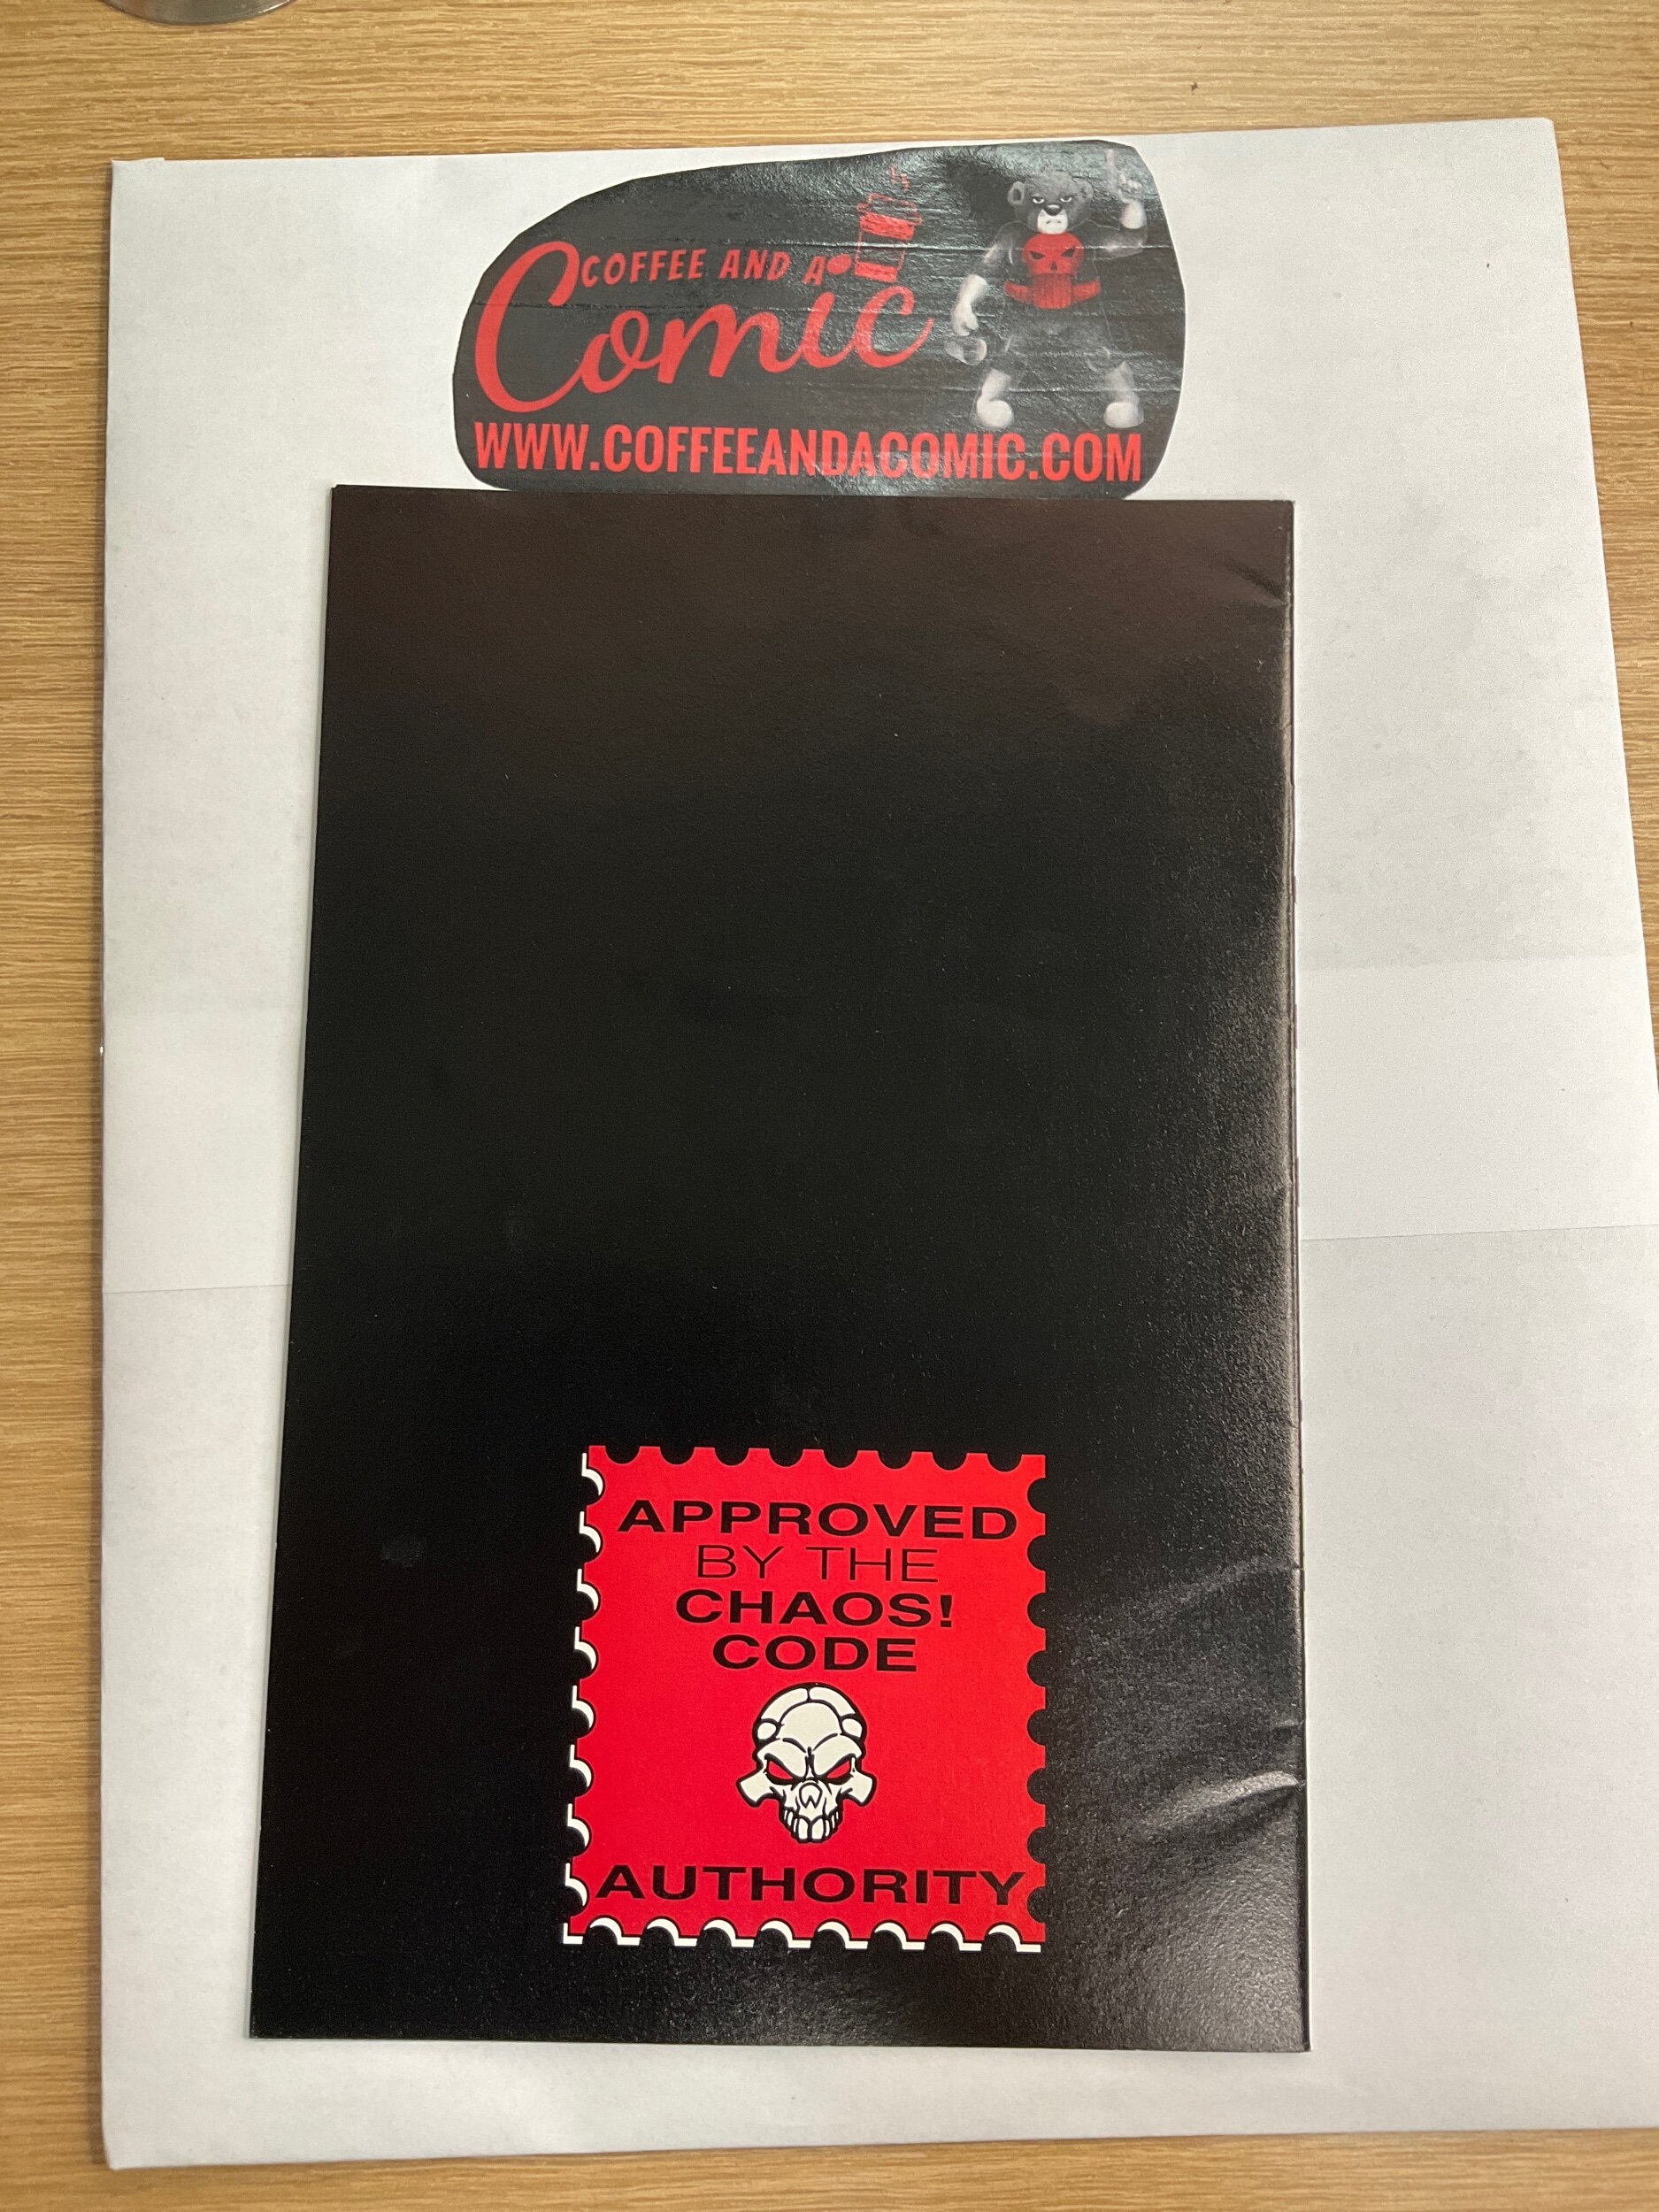 COFFEE AND A
Comic
WWW.COFFEEANDACOMIC.COM
APPROVED
BY THE
CHAOS!
CODE
AUTHORITY